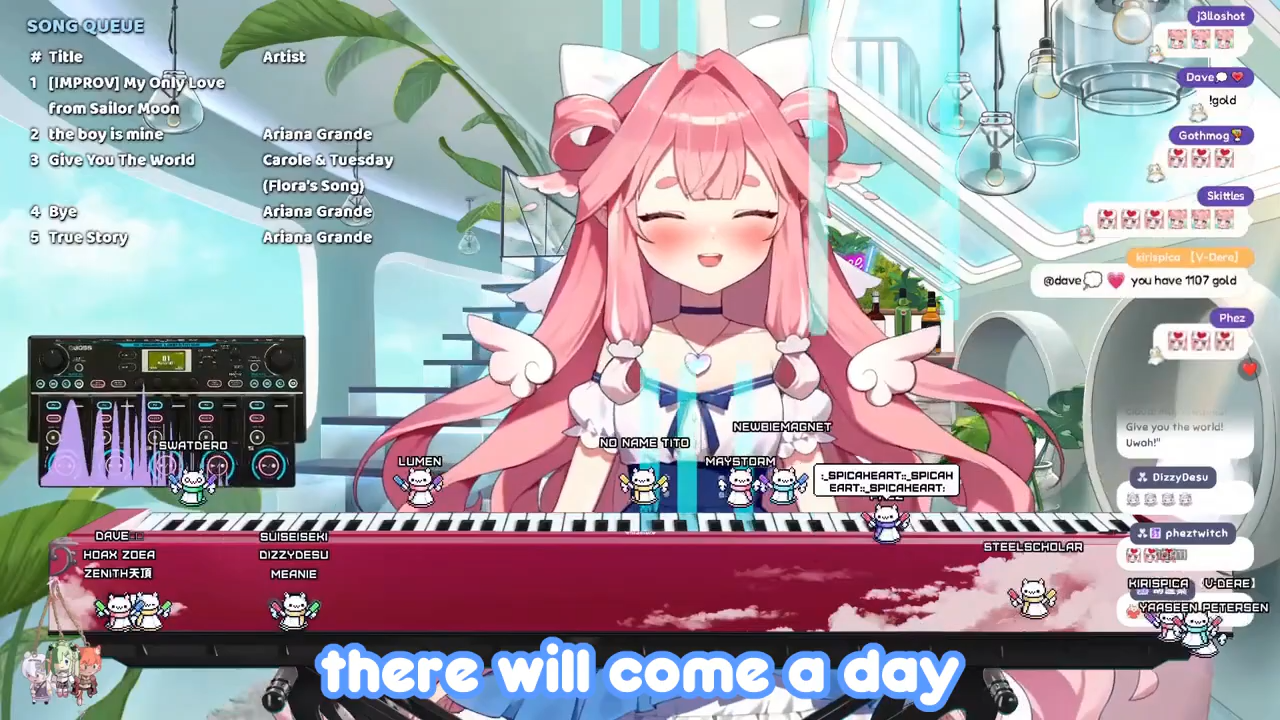 SONG QUEUE
# Title Artist
1 [IMPROV] My Only Love
from Sailor Moon
2 the boy is mine Ariana Grande
3 Give You The World Carole & Tuesday
(Flora's Song)
4 Bye Ariana Grande
5 True Story Ariana Grande
j3lloshot
Dave
!gold
Gothmog
Skittles
kirispica [V-Dere]
@dave you have 1107 gold
Phez
Give you the world!
Uwah!"
DizzyDesu
pheztwitch
BOSS
SWATDERO
LUMEN
NO NAME TITO
NEWBIEMAGNET
MAYSTORM
:_SPICAHEART::_SPICAH
EART::_SPICAHEART:
DAVE
HOAX ZOEA
ZENITH天頂
SUISEISEKI
DIZZYDESU
MEANIE
STEELSCHOLAR
KIRISPICA [V-DERE]
YAASEEN PETERSEN
there will come a day